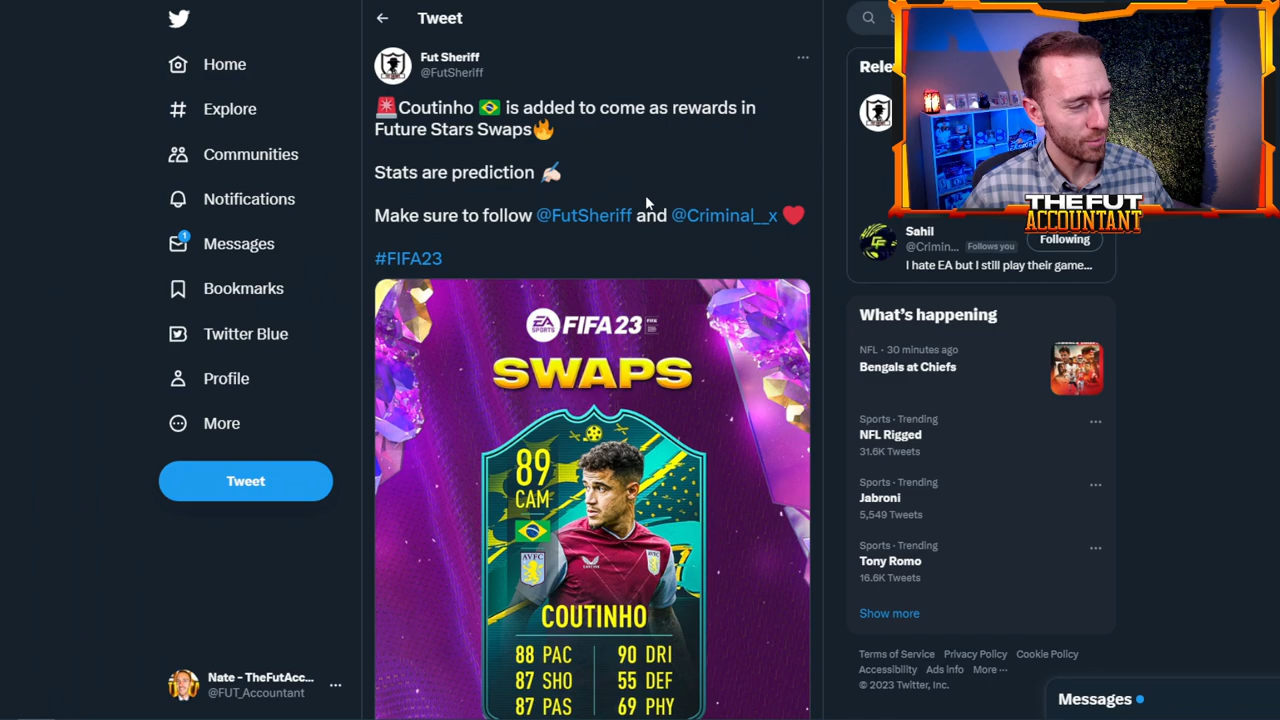 Home
Explore
Communities
Notifications
1
Messages
Bookmarks
Twitter Blue
Profile
More
Tweet
Nate - TheFutAcc...
@FUT_Accountant
Tweet
Fut Sheriff
@FutSheriff
🚨Coutinho 🇧🇷 is added to come as rewards in
Future Stars Swaps🔥
Stats are prediction ✍🏻
Make sure to follow @FutSheriff and @Criminal__x ❤️
#FIFA23
EA SPORTS FIFA 23
SWAPS
89
CAM
AVFC
COUTINHO
88 PAC 90 DRI
87 SHO 55 DEF
87 PAS 69 PHY
THE FUT
ACCOUNTANT
Rele
Sahil
@Crimin... Follows you
Following
I hate EA but I still play their game...
What's happening
NFL · 30 minutes ago
Bengals at Chiefs
Sports · Trending
NFL Rigged
31.6K Tweets
Sports · Trending
Jabroni
5,549 Tweets
Sports · Trending
Tony Romo
16.6K Tweets
Show more
Terms of Service Privacy Policy Cookie Policy
Accessibility Ads info More ···
© 2023 Twitter, Inc.
Messages